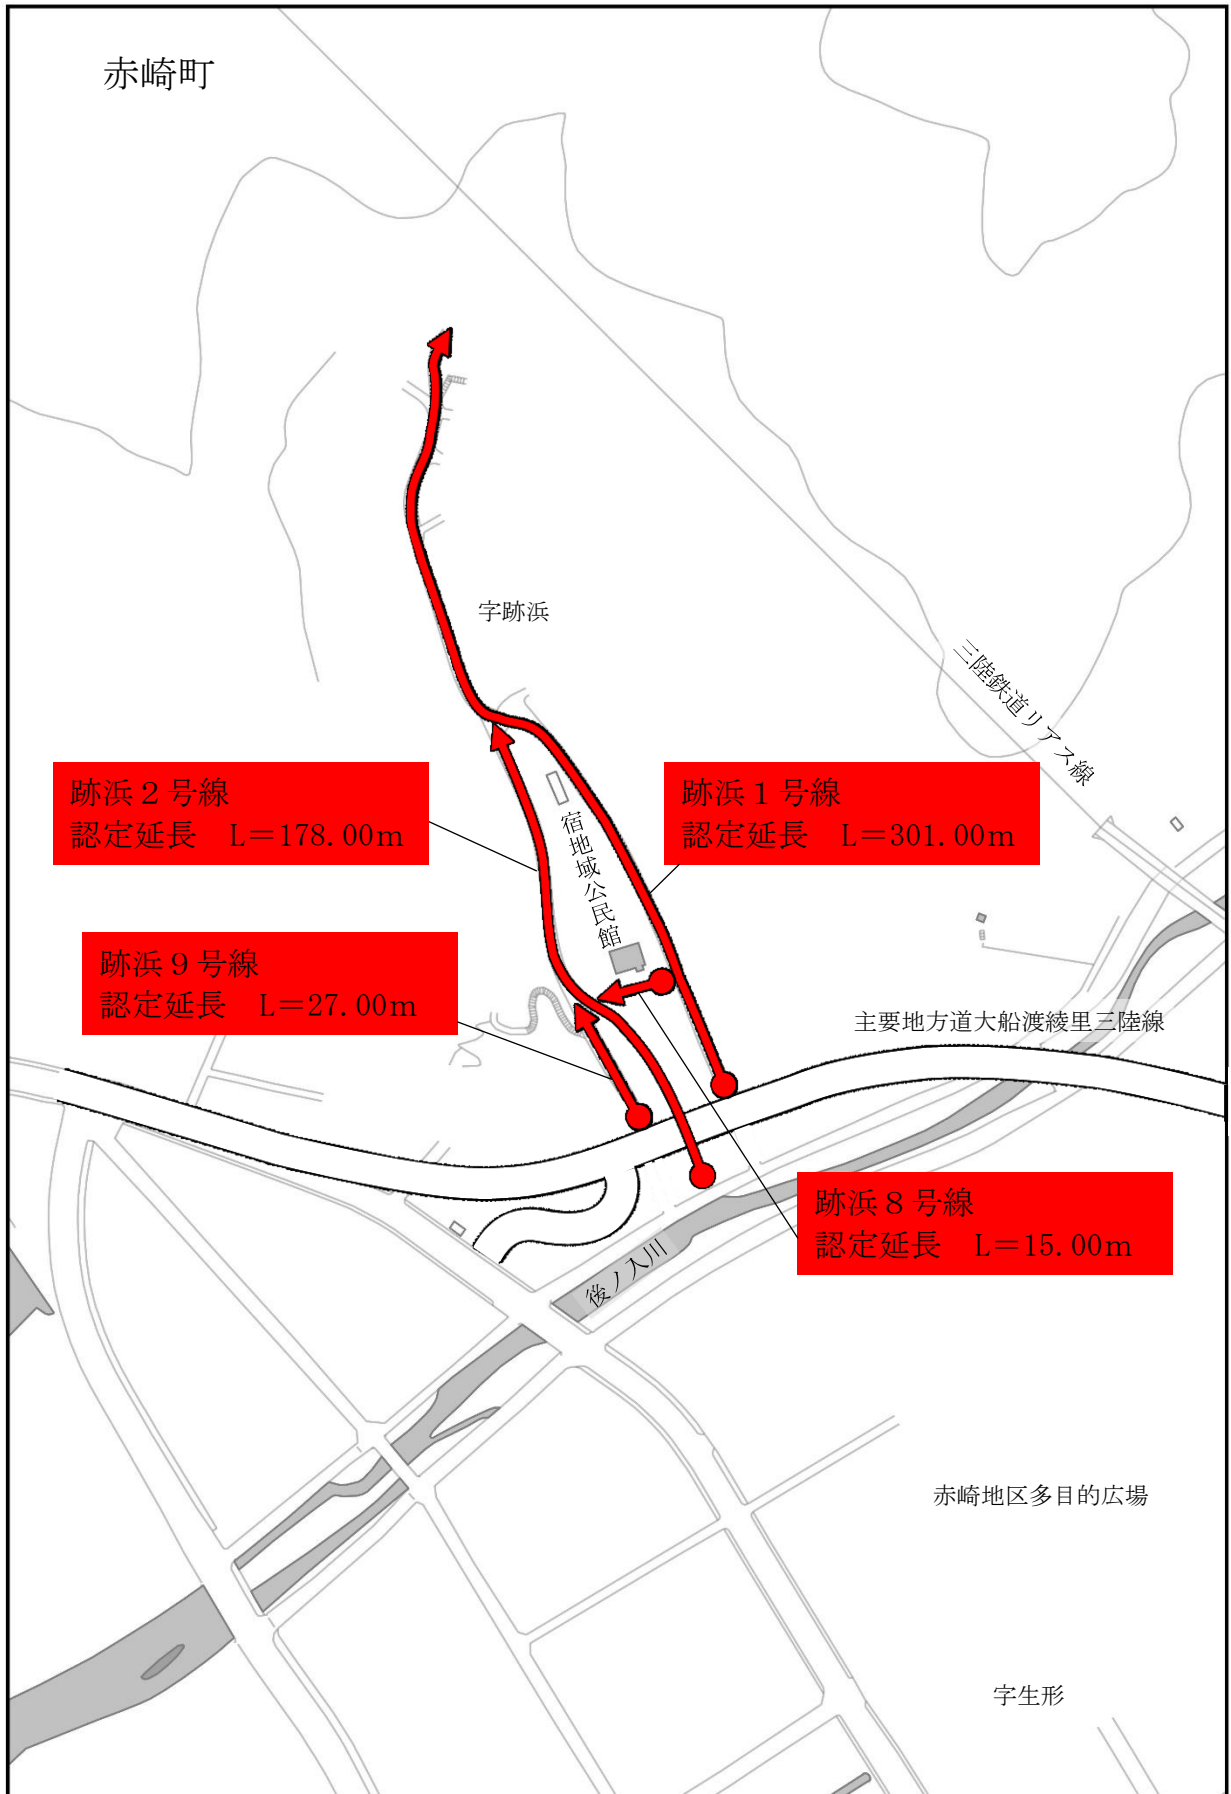 赤崎町
字跡浜
三陸鉄道リアス線
跡浜２号線
認定延長　L＝178.00m
跡浜１号線
認定延長　L＝301.00m
宿地域公民館
跡浜９号線
認定延長　L＝27.00m
主要地方道大船渡綾里三陸線
跡浜８号線
認定延長　L＝15.00m
後ノ入川
赤崎地区多目的広場
字生形